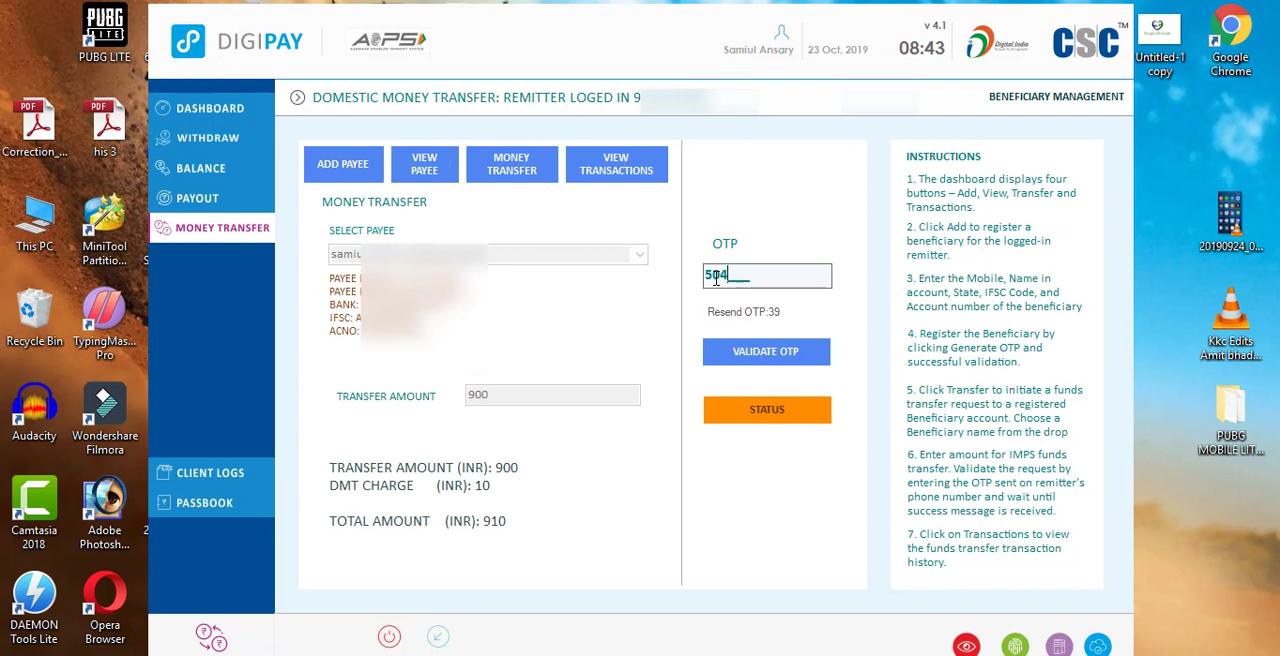 PUBG
LITE
PUBG LITE
PDF
Correction_...
PDF
his 3
This PC
MiniTool
Partitio...
Recycle Bin
TypingMas...
Pro
Audacity
Wondershare
Filmora
Camtasia
2018
Adobe
Photosh...
DAEMON
Tools Lite
Opera
Browser
DIGIPAY
AEPS
AADHAAR ENABLED PAYMENT SYSTEM
Samiul Ansary
23 Oct, 2019
v 4.1
08:43
Digital India
CSC™
Untitled-1
copy
Google
Chrome
20190924_0...
Kkc Edits
Amit bhad...
PUBG
MOBILE LIT...
DASHBOARD
WITHDRAW
BALANCE
PAYOUT
MONEY TRANSFER
CLIENT LOGS
PASSBOOK
DOMESTIC MONEY TRANSFER: REMITTER LOGED IN 9
BENEFICIARY MANAGEMENT
ADD PAYEE
VIEW
PAYEE
MONEY
TRANSFER
VIEW
TRANSACTIONS
MONEY TRANSFER
SELECT PAYEE
samiu
PAYEE
PAYEE
BANK:
IFSC: A
ACNO:
TRANSFER AMOUNT
900
TRANSFER AMOUNT (INR): 900
DMT CHARGE (INR): 10
TOTAL AMOUNT (INR): 910
OTP
504___
Resend OTP:39
VALIDATE OTP
STATUS
INSTRUCTIONS
1. The dashboard displays four
buttons – Add, View, Transfer and
Transactions.
2. Click Add to register a
beneficiary for the logged-in
remitter.
3. Enter the Mobile, Name in
account, State, IFSC Code, and
Account number of the beneficiary
4. Register the Beneficiary by
clicking Generate OTP and
successful validation.
5. Click Transfer to initiate a funds
transfer request to a registered
Beneficiary account. Choose a
Beneficiary name from the drop
6. Enter amount for IMPS funds
transfer. Validate the request by
entering the OTP sent on remitter's
phone number and wait until
success message is received.
7. Click on Transactions to view
the funds transfer transaction
history.